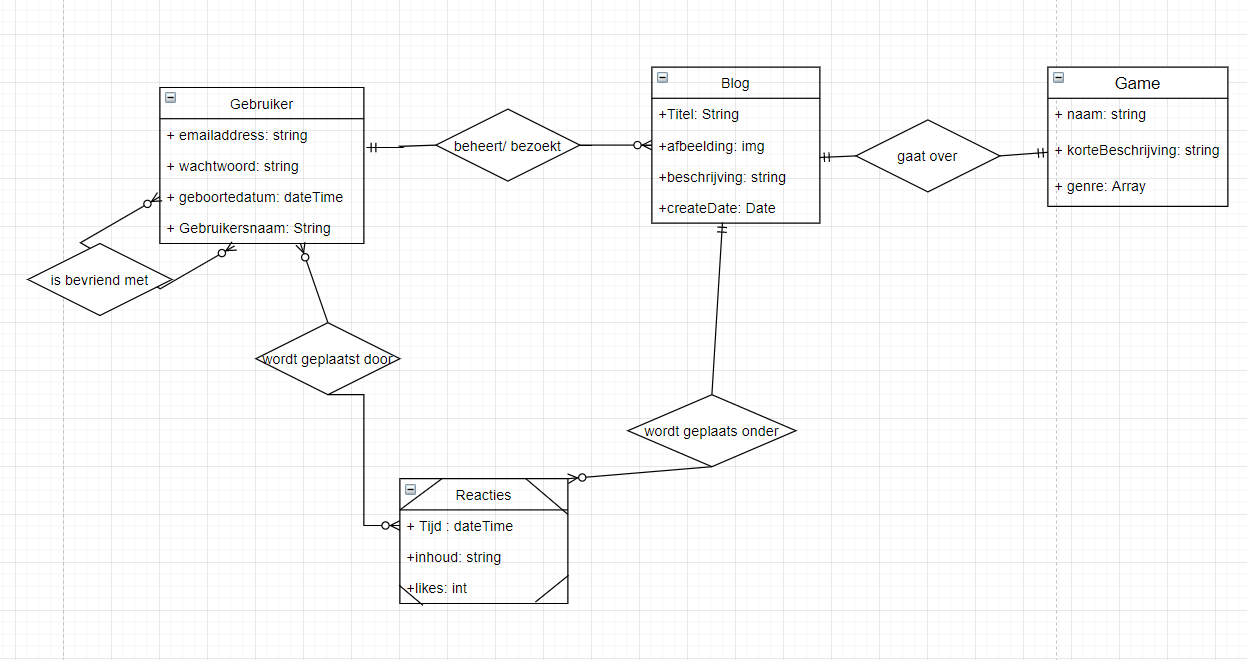 Gebruiker
+ emailaddress: string
+ wachtwoord: string
+ geboortedatum: dateTime
+ Gebruikersnaam: String
beheert/ bezoekt
Blog
+Titel: String
+afbeelding: img
+beschrijving: string
+createDate: Date
gaat over
Game
+ naam: string
+ korteBeschrijving: string
+ genre: Array
is bevriend met
wordt geplaatst door
wordt geplaats onder
Reacties
+ Tijd : dateTime
+inhoud: string
+likes: int